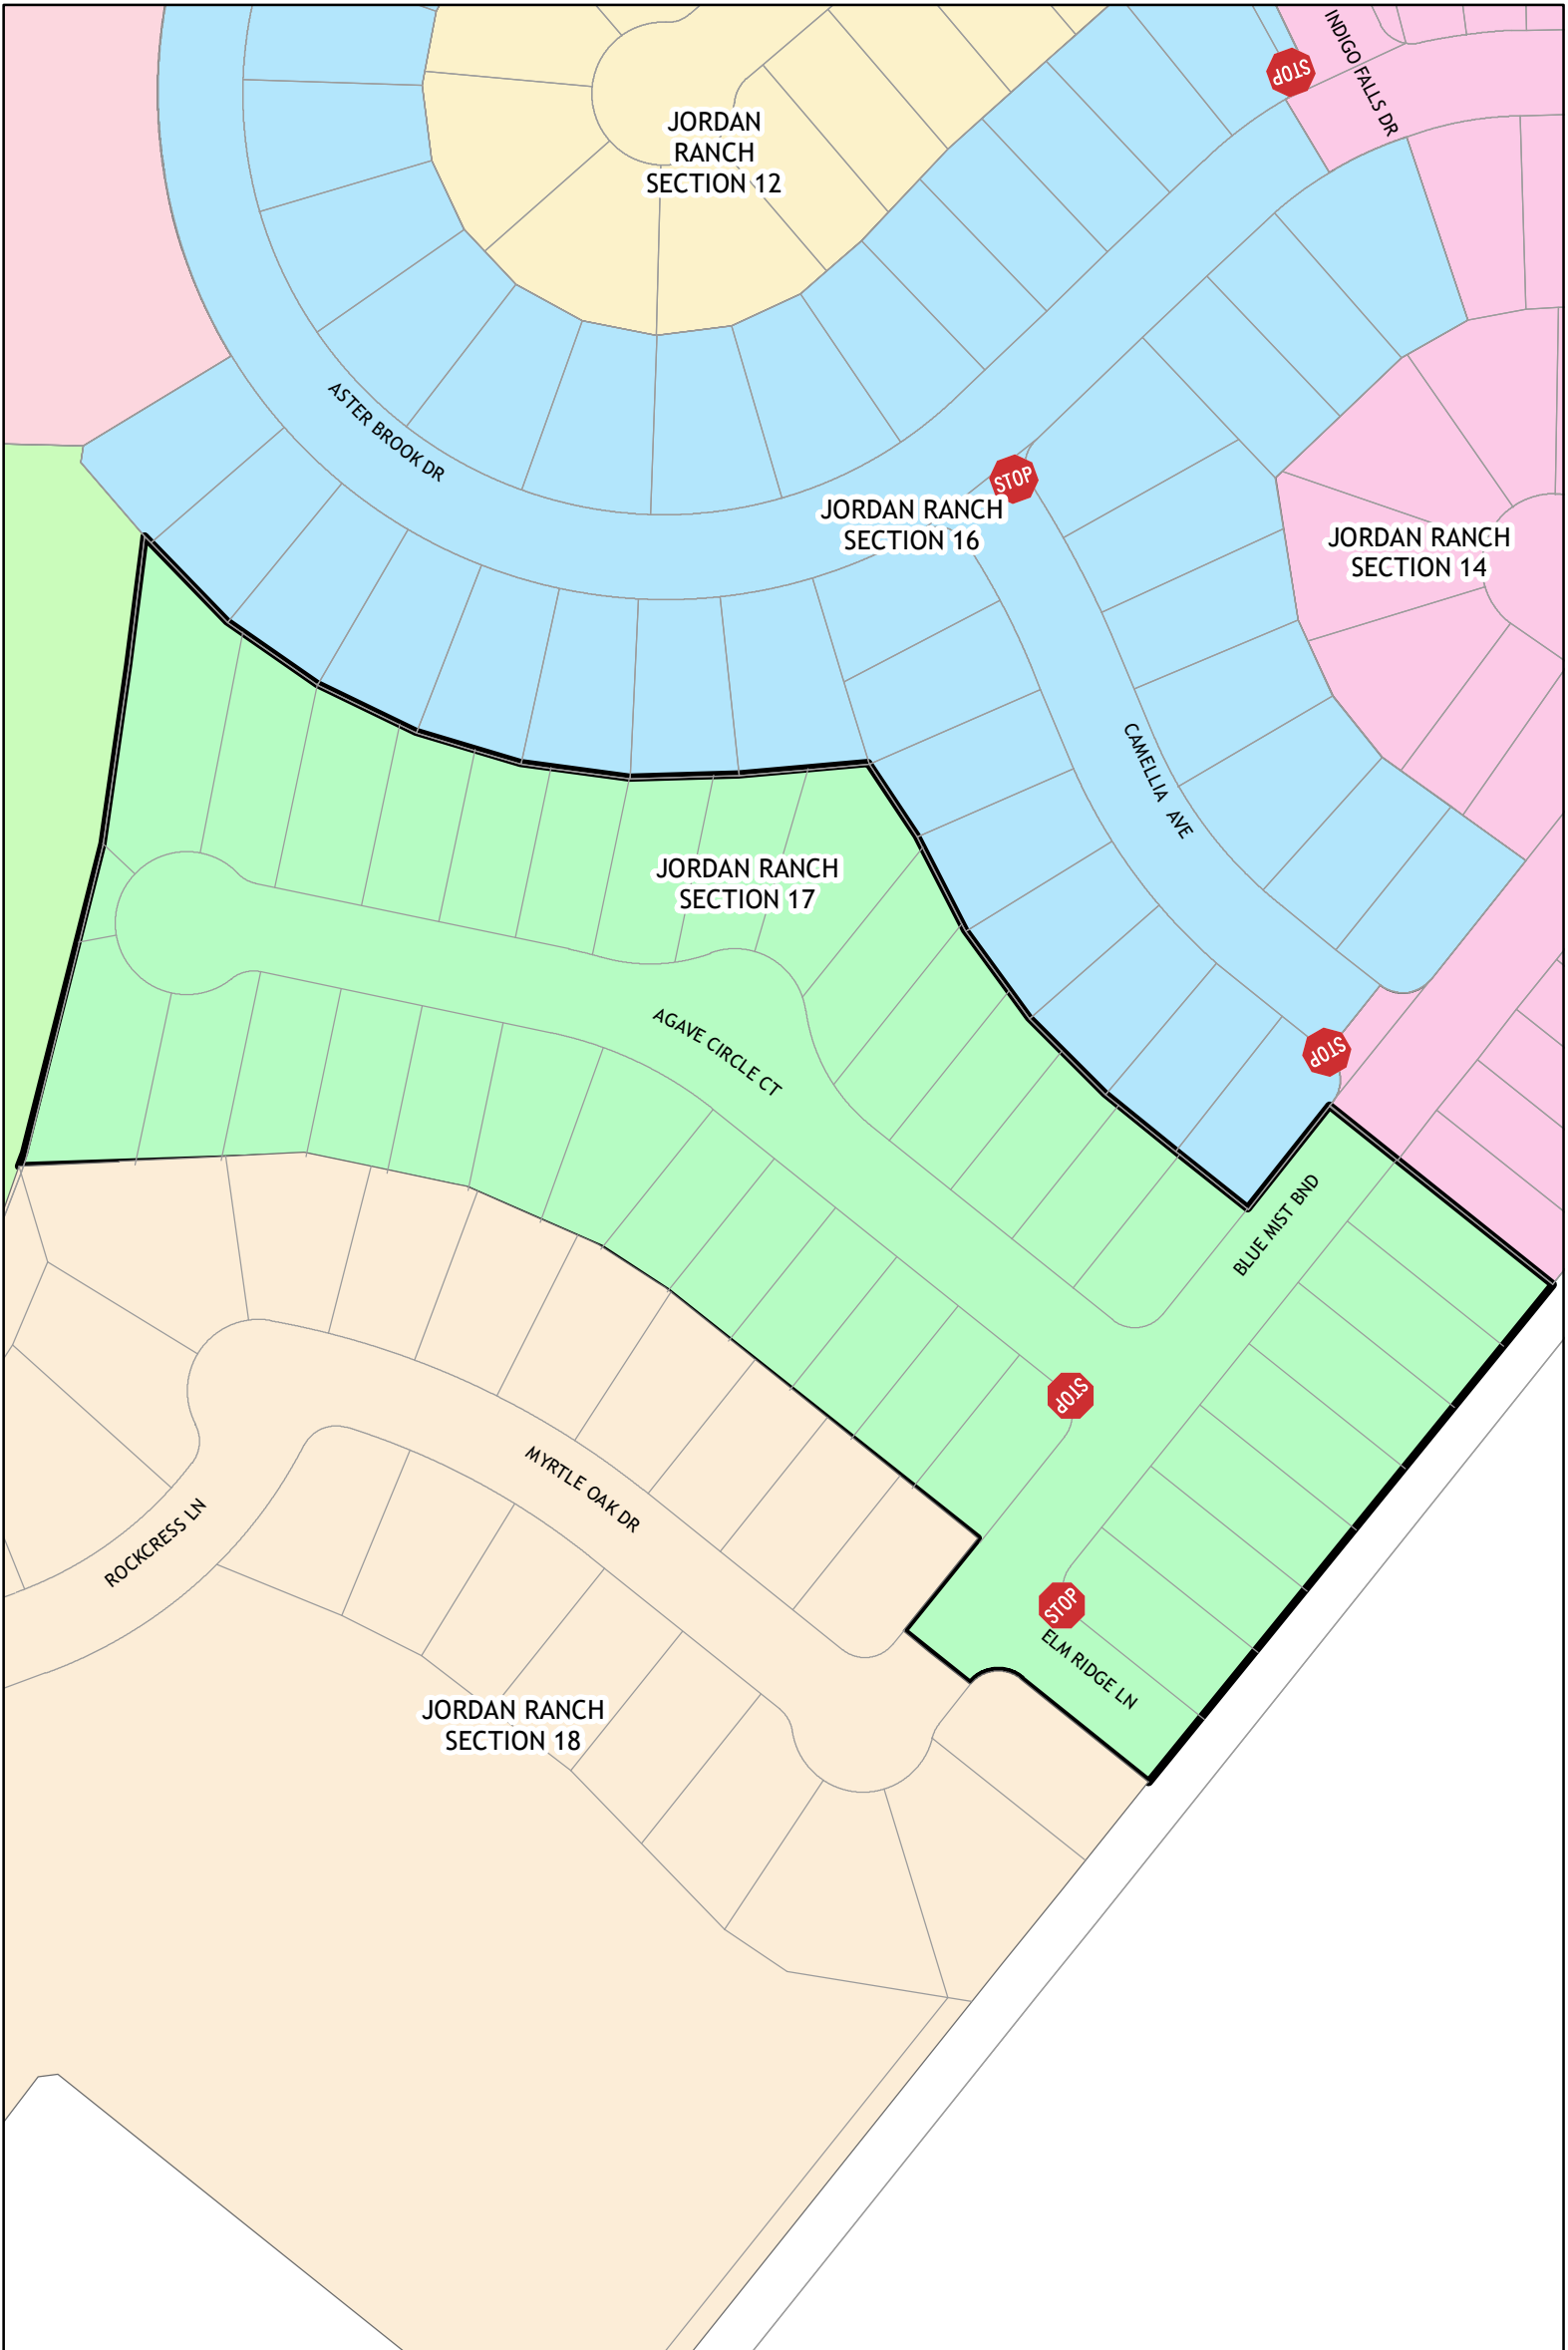 INDIGO FALLS DR
STOP
JORDAN
RANCH
SECTION 12
ASTER BROOK DR
STOP
JORDAN RANCH
SECTION 16
JORDAN RANCH
SECTION 14
CAMELLIA AVE
JORDAN RANCH
SECTION 17
AGAVE CIRCLE CT
STOP
BLUE MIST BND
STOP
MYRTLE OAK DR
ROCKCRESS LN
STOP
ELM RIDGE LN
JORDAN RANCH
SECTION 18